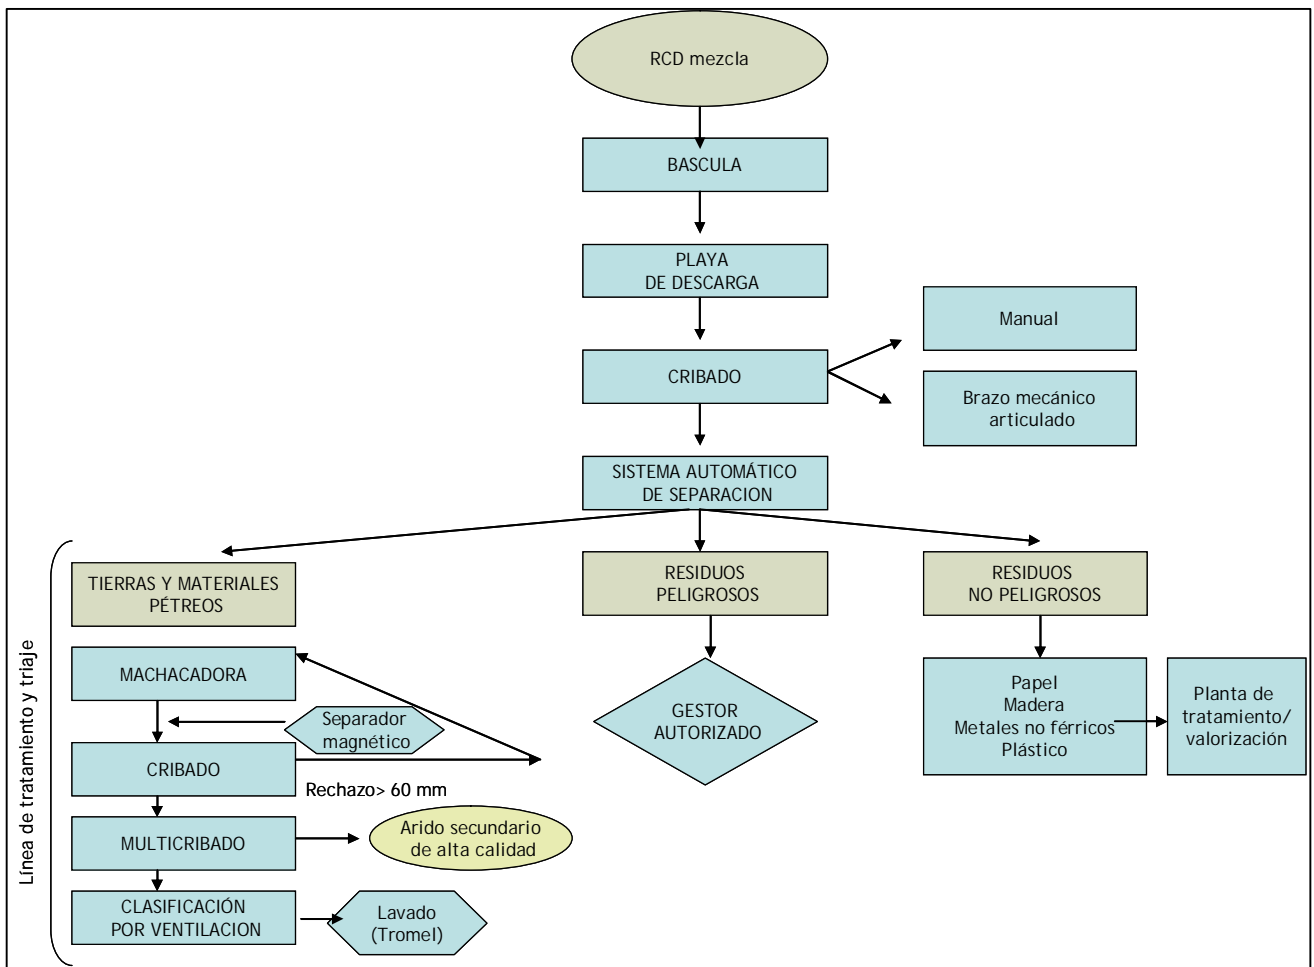 RCD mezcla
BASCULA
PLAYA
DE DESCARGA
CRIBADO
Manual
Brazo mecánico
articulado
SISTEMA AUTOMÁTICO
DE SEPARACION
Línea de tratamiento y triaje
TIERRAS Y MATERIALES
PÉTREOS
MACHACADORA
Separador
magnético
CRIBADO
Rechazo> 60 mm
MULTICRIBADO
Arido secundario
de alta calidad
CLASIFICACIÓN
POR VENTILACION
Lavado
(Tromel)
RESIDUOS
PELIGROSOS
GESTOR
AUTORIZADO
RESIDUOS
NO PELIGROSOS
Papel
Madera
Metales no férricos
Plástico
Planta de
tratamiento/
valorización